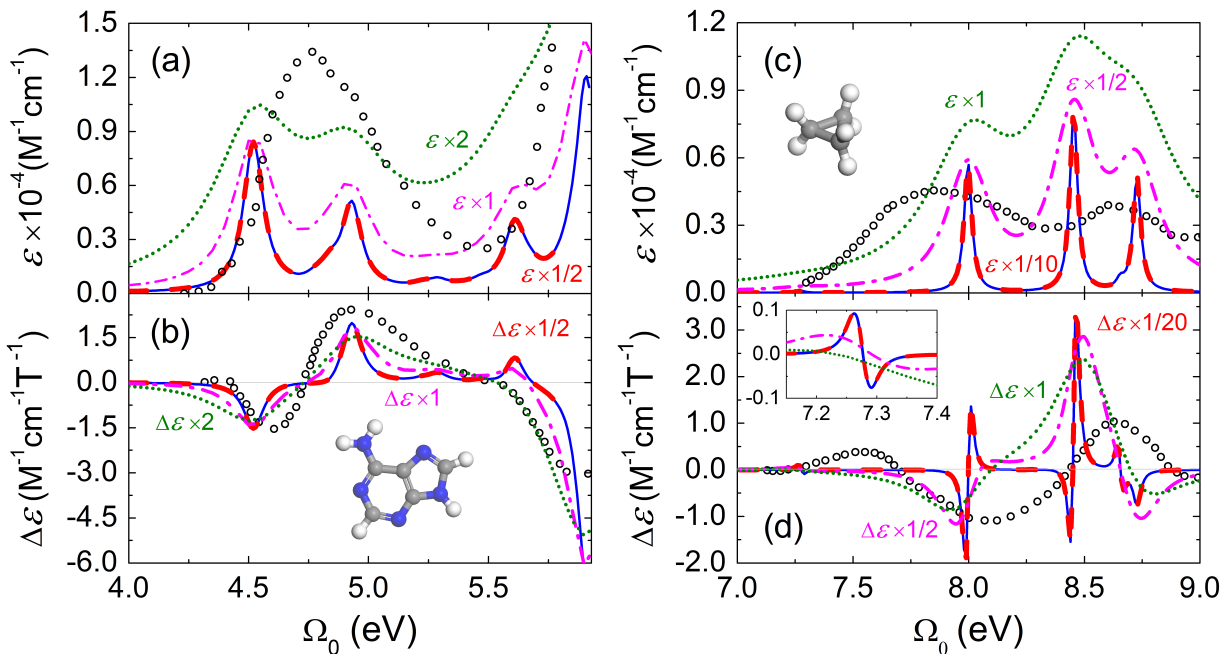 (a)
1.5
1.2
0.9
0.6
0.3
0.0
ε×10⁻⁴(M⁻¹cm⁻¹)
ε×2
ε×1
ε×1/2
(b)
1.5
0.0
-1.5
-3.0
-4.5
-6.0
Δε (M⁻¹cm⁻¹T⁻¹)
Δε×1/2
Δε×1
Δε×2
4.0 4.5 5.0 5.5
Ω₀ (eV)
(c)
1.2
0.9
0.6
0.3
0.0
ε×10⁻⁴(M⁻¹cm⁻¹)
ε×1
ε×1/2
ε×1/10
(d)
3.0
2.0
1.0
0.0
-1.0
-2.0
Δε (M⁻¹cm⁻¹T⁻¹)
0.1
0.0
-0.1
7.2 7.3 7.4
Δε×1/20
Δε×1
Δε×1/2
7.0 7.5 8.0 8.5 9.0
Ω₀ (eV)